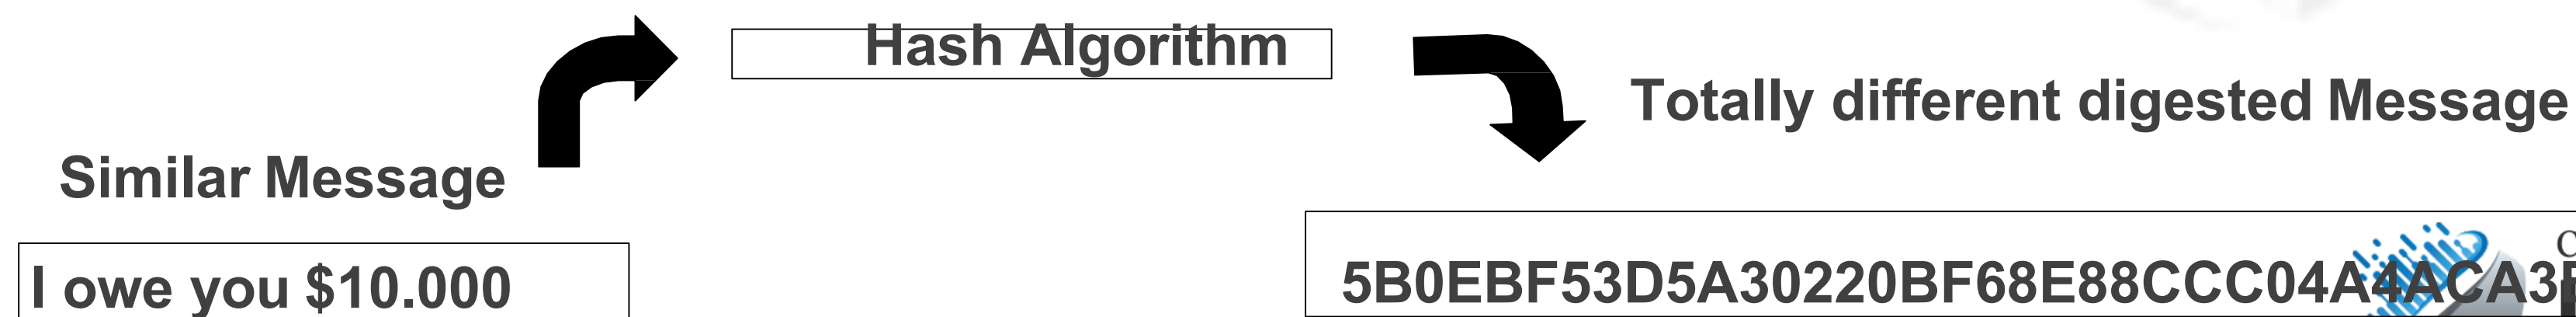 Hash Algorithm
Totally different digested Message
Similar Message
I owe you $10.000
5B0EBF53D5A30220BF68E88CCC04A4ACA3